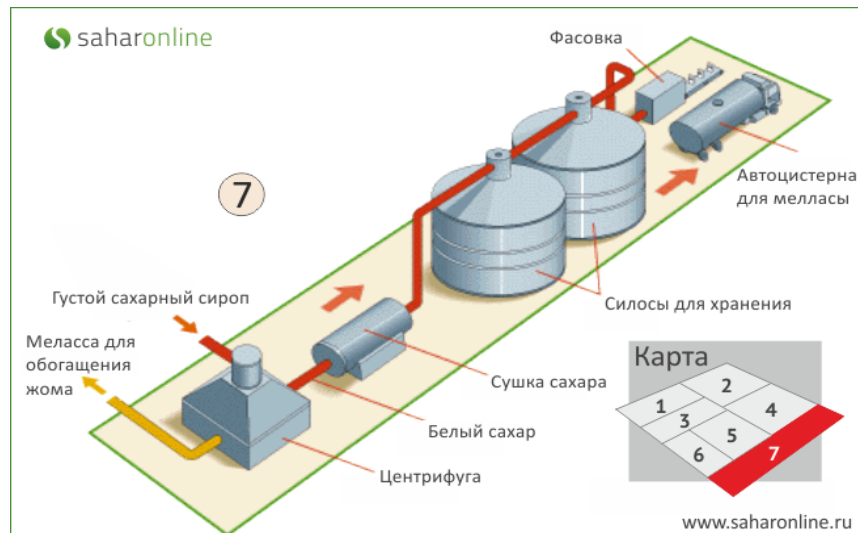 saharonline
Фасовка
Автоцистерна
для мелласы
7
Густой сахарный сироп
Меласса для
обогащения
жома
Силосы для хранения
Сушка сахара
Белый сахар
Центрифуга
Карта
1
2
3
4
5
6
7
www.saharonline.ru